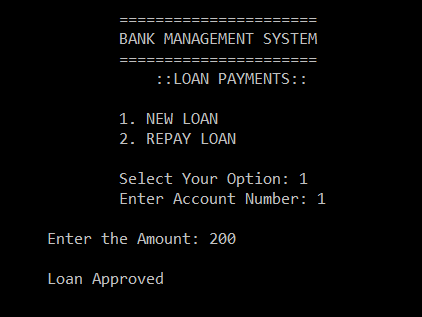 ======================
BANK MANAGEMENT SYSTEM
======================
::LOAN PAYMENTS::
1. NEW LOAN
2. REPAY LOAN
Select Your Option: 1
Enter Account Number: 1
Enter the Amount: 200
Loan Approved